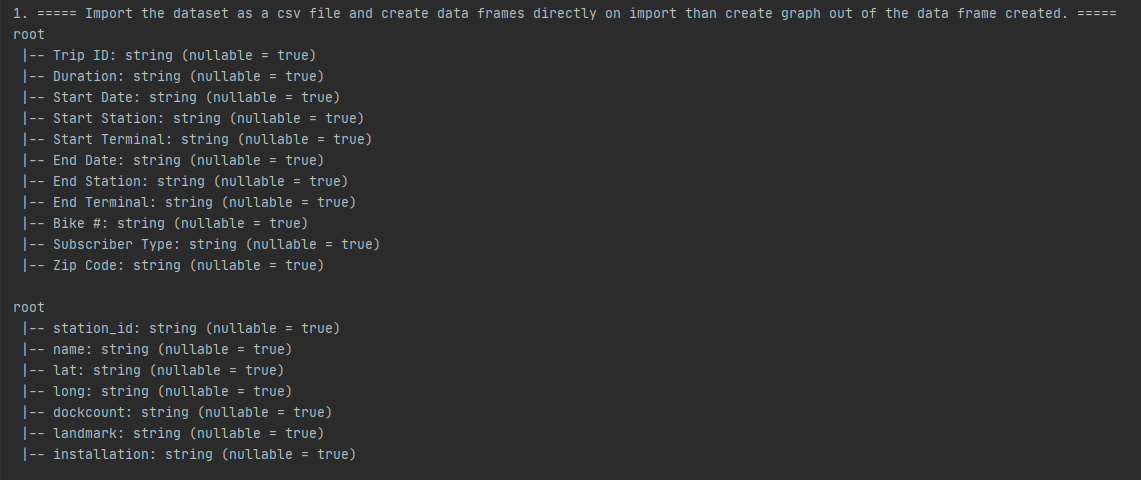 1. ===== Import the dataset as a csv file and create data frames directly on import than create graph out of the data frame created. =====
root
 |-- Trip ID: string (nullable = true)
 |-- Duration: string (nullable = true)
 |-- Start Date: string (nullable = true)
 |-- Start Station: string (nullable = true)
 |-- Start Terminal: string (nullable = true)
 |-- End Date: string (nullable = true)
 |-- End Station: string (nullable = true)
 |-- End Terminal: string (nullable = true)
 |-- Bike #: string (nullable = true)
 |-- Subscriber Type: string (nullable = true)
 |-- Zip Code: string (nullable = true)

root
 |-- station_id: string (nullable = true)
 |-- name: string (nullable = true)
 |-- lat: string (nullable = true)
 |-- long: string (nullable = true)
 |-- dockcount: string (nullable = true)
 |-- landmark: string (nullable = true)
 |-- installation: string (nullable = true)